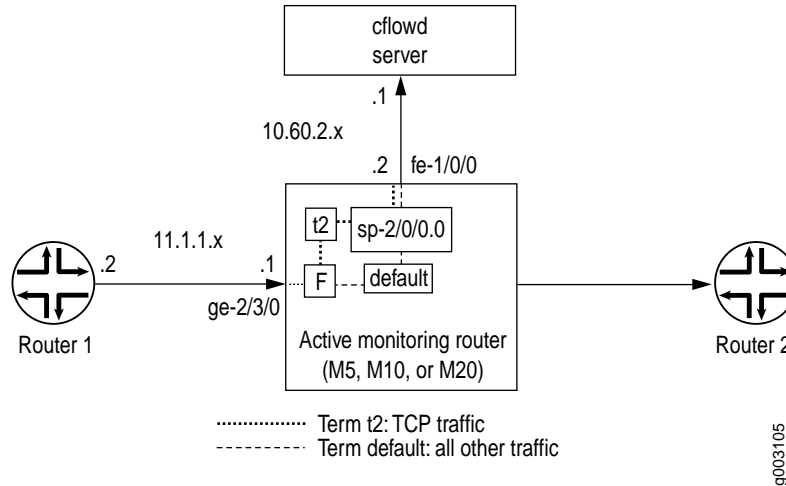 cflowd
server
.1
10.60.2.x
.2 fe-1/0/0
t2
sp-2/0/0.0
11.1.1.x
.2
.1
F
default
ge-2/3/0
Router 1
Active monitoring router
(M5, M10, or M20)
Router 2
Term t2: TCP traffic
Term default: all other traffic
g003105